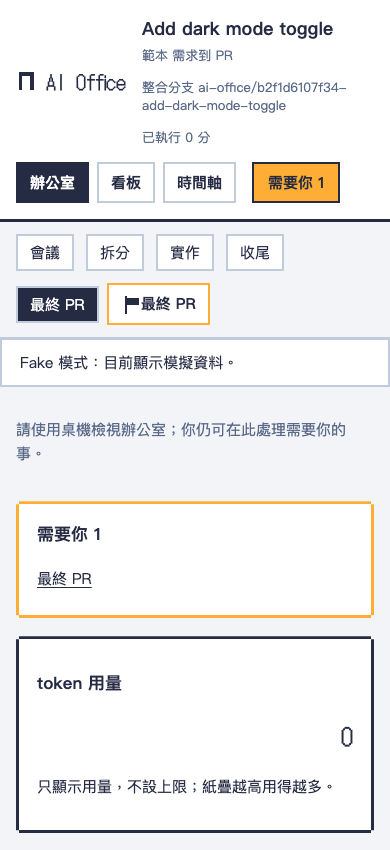 AI Office
Add dark mode toggle
範本 需求到 PR
整合分支 ai-office/b2f1d6107f34-
add-dark-mode-toggle
已執行 0 分
辦公室
看板
時間軸
需要你 1
會議
拆分
實作
收尾
最終 PR
最終 PR
Fake 模式：目前顯示模擬資料。
請使用桌機檢視辦公室；你仍可在此處理需要你的
事。
需要你 1
最終 PR
token 用量
0
只顯示用量，不設上限；紙疊越高用得越多。